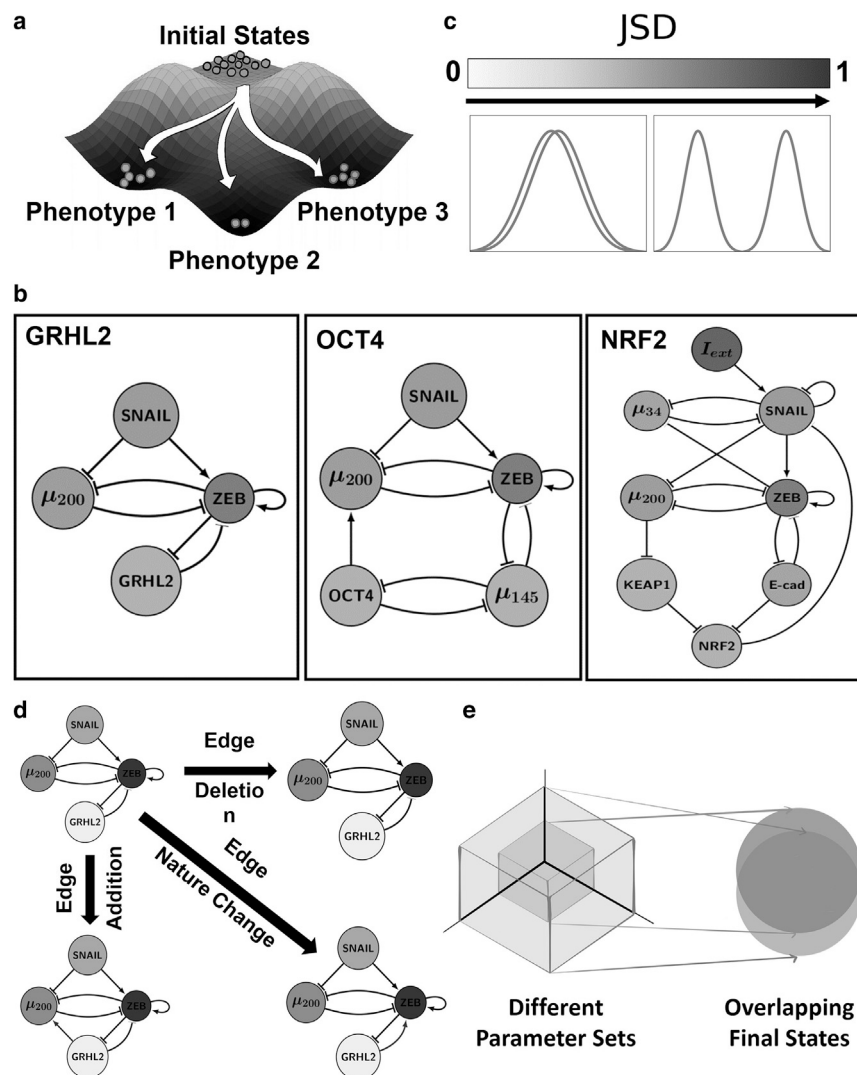 a
Initial States
Phenotype 1
Phenotype 2
Phenotype 3
c
JSD
0
1
b
GRHL2
SNAIL
μ200
ZEB
GRHL2
OCT4
SNAIL
μ200
ZEB
OCT4
μ145
NRF2
Iext
μ34
SNAIL
μ200
ZEB
KEAP1
E-cad
NRF2
d
SNAIL
μ200
ZEB
GRHL2
Edge
Deletio
n
SNAIL
μ200
ZEB
GRHL2
Edge
Addition
Edge
Nature Change
SNAIL
μ200
ZEB
GRHL2
SNAIL
μ200
ZEB
GRHL2
e
Different
Parameter Sets
Overlapping
Final States